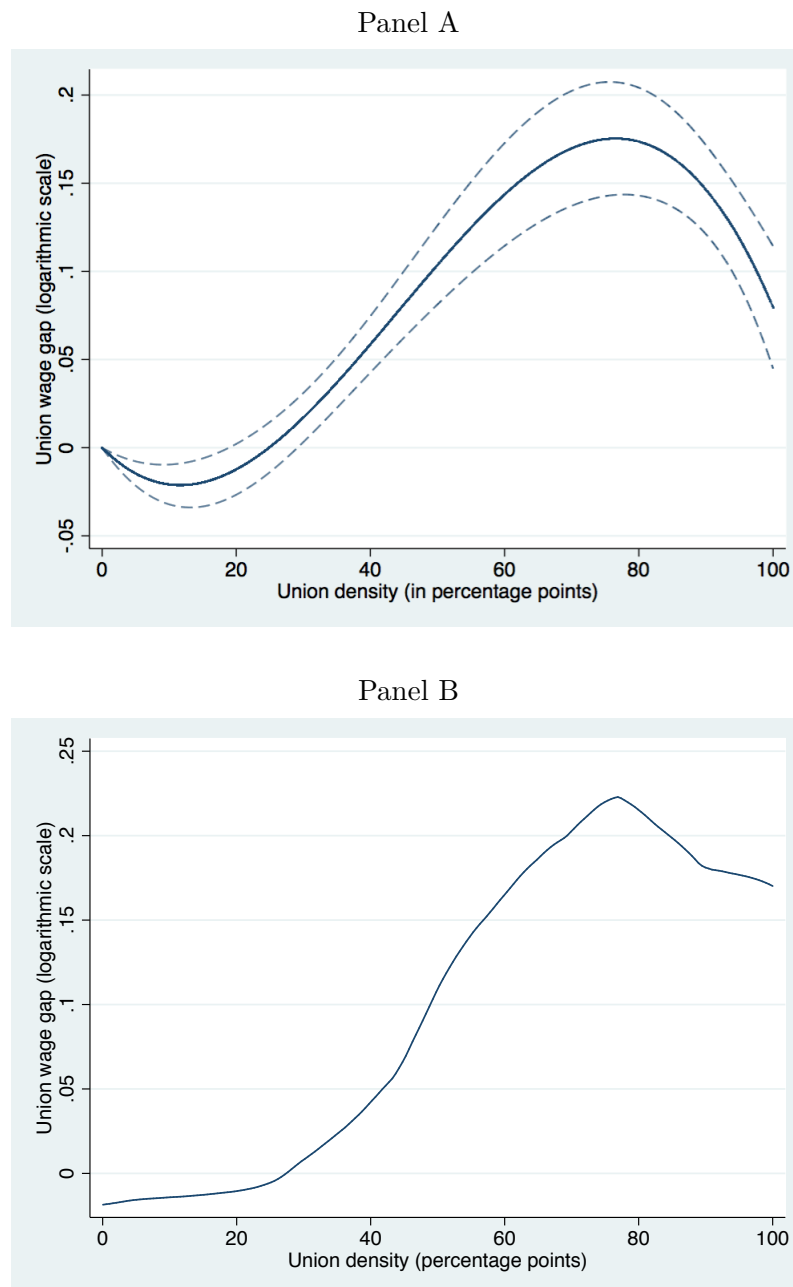 Panel A
.2
.15
.1
.05
0
-.05
Union wage gap (logarithmic scale)
0 20 40 60 80 100
Union density (in percentage points)
Panel B
.25
.2
.15
.1
.05
0
Union wage gap (logarithmic scale)
0 20 40 60 80 100
Union density (percentage points)